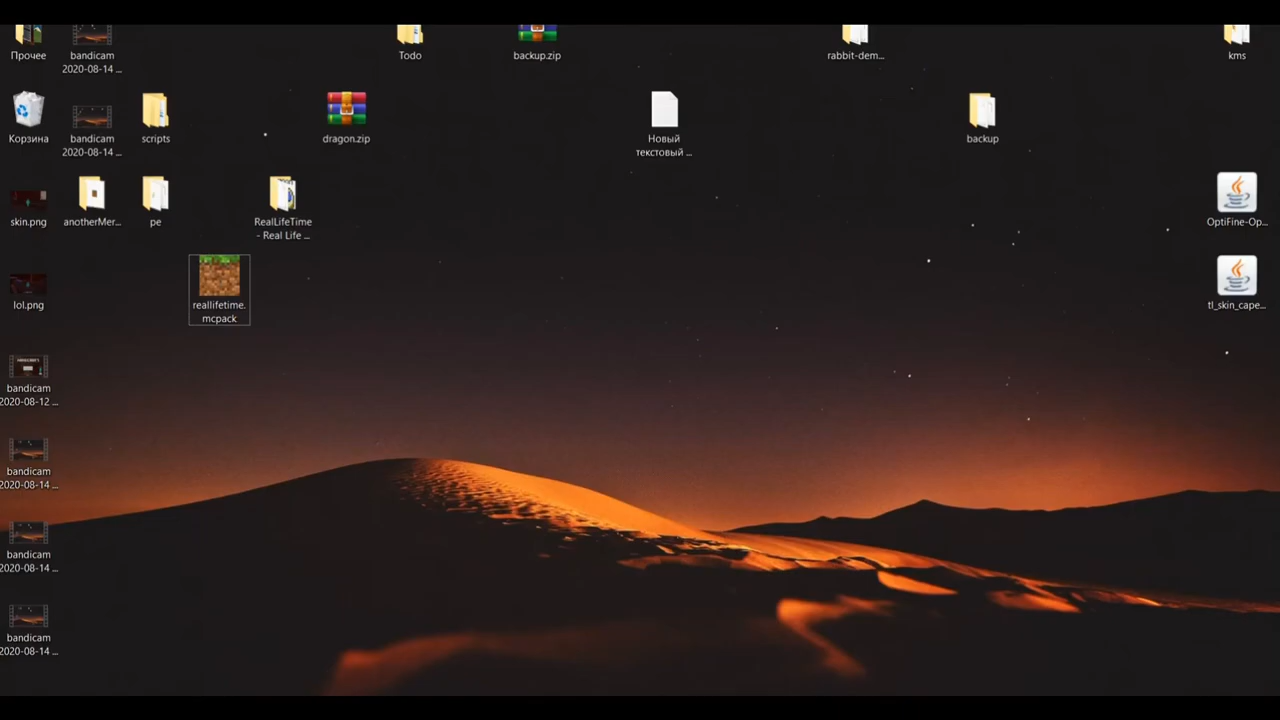 Прочее
bandicam
2020-08-14 ...
Todo
backup.zip
rabbit-dem...
kms
Корзина
bandicam
2020-08-14 ...
scripts
dragon.zip
Новый
текстовый ...
backup
skin.png
anotherMer...
pe
RealLifeTime
- Real Life ...
OptiFine-Op...
lol.png
reallifetime.
mcpack
tl_skin_cape...
bandicam
2020-08-12 ...
bandicam
2020-08-14 ...
bandicam
2020-08-14 ...
bandicam
2020-08-14 ...